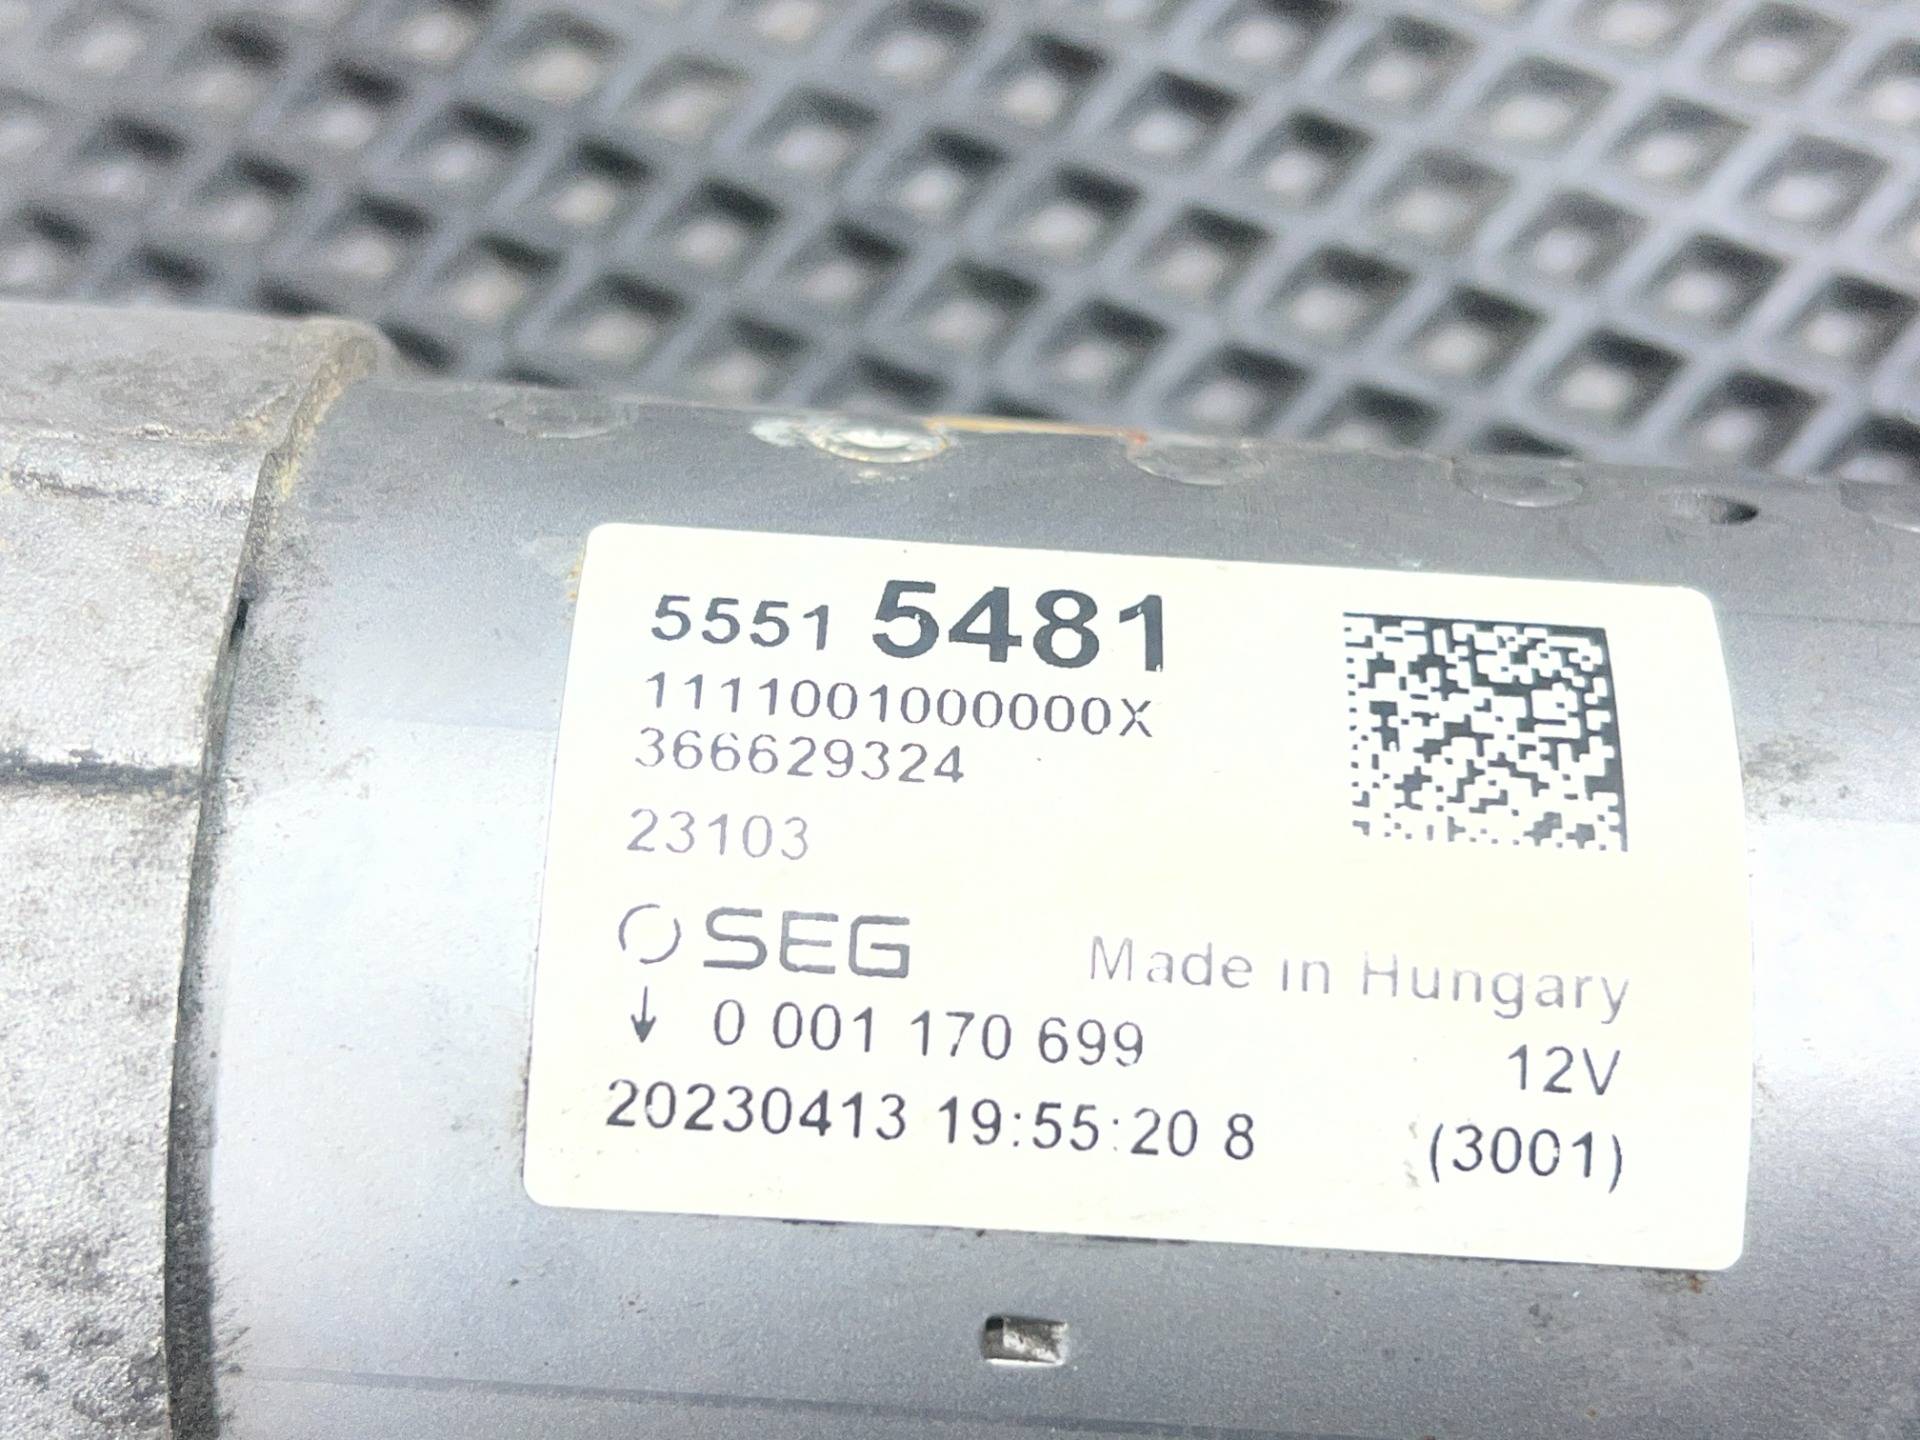 5551 5481
1111001000000X
366629324
23103
SEG Made in Hungary
↓ 0 001 170 699 12V
20230413 19:55:20 8 (3001)